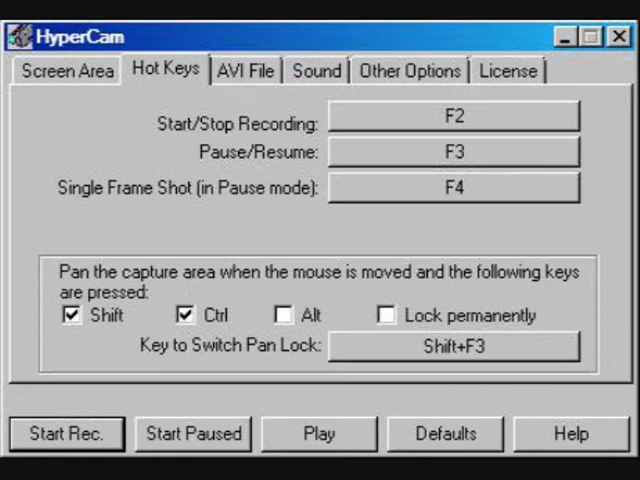 HyperCam
Screen Area Hot Keys AVI File Sound Other Options License
Start/Stop Recording: F2
Pause/Resume: F3
Single Frame Shot (in Pause mode): F4
Pan the capture area when the mouse is moved and the following keys
are pressed:
Shift Ctrl Alt Lock permanently
Key to Switch Pan Lock: Shift+F3
Start Rec. Start Paused Play Defaults Help